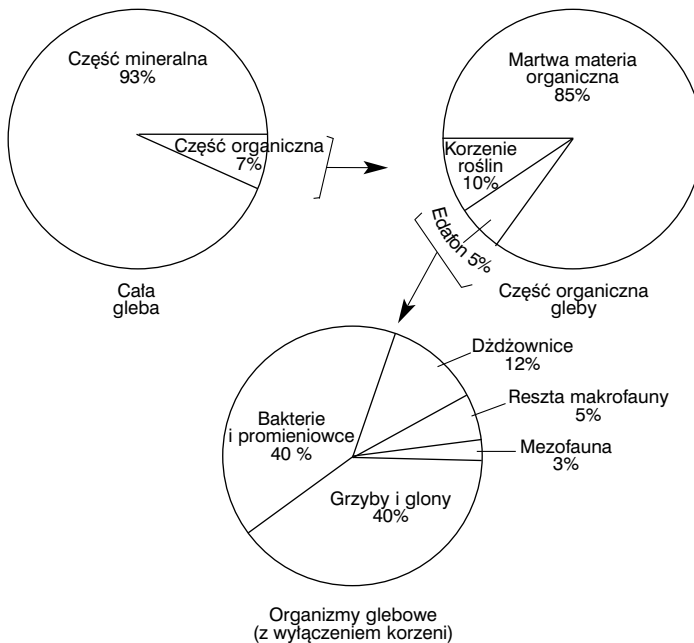 Część mineralna
93%
Część organiczna
7%
Cała
gleba
Martwa materia
organiczna
85%
Korzenie
roślin
10%
Edafon 5%
Część organiczna
gleby
Dżdżownice
12%
Reszta makrofauny
5%
Mezofauna
3%
Bakterie
i promieniowce
40 %
Grzyby i glony
40%
Organizmy glebowe
(z wyłączeniem korzeni)